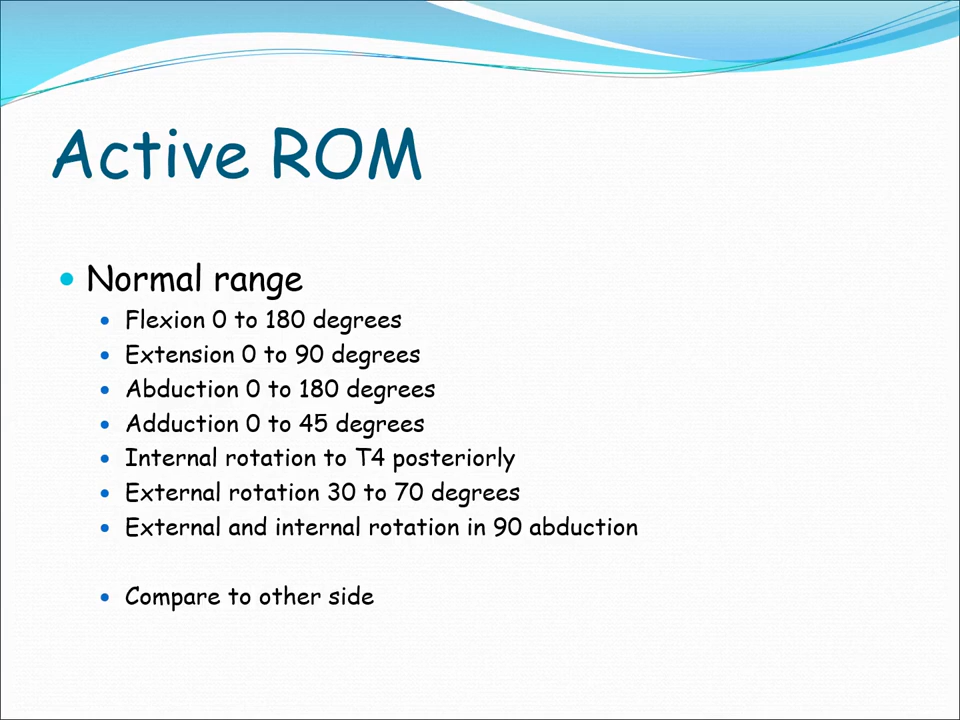 Active ROM
Normal range
Flexion 0 to 180 degrees
Extension 0 to 90 degrees
Abduction 0 to 180 degrees
Adduction 0 to 45 degrees
Internal rotation to T4 posteriorly
External rotation 30 to 70 degrees
External and internal rotation in 90 abduction
Compare to other side